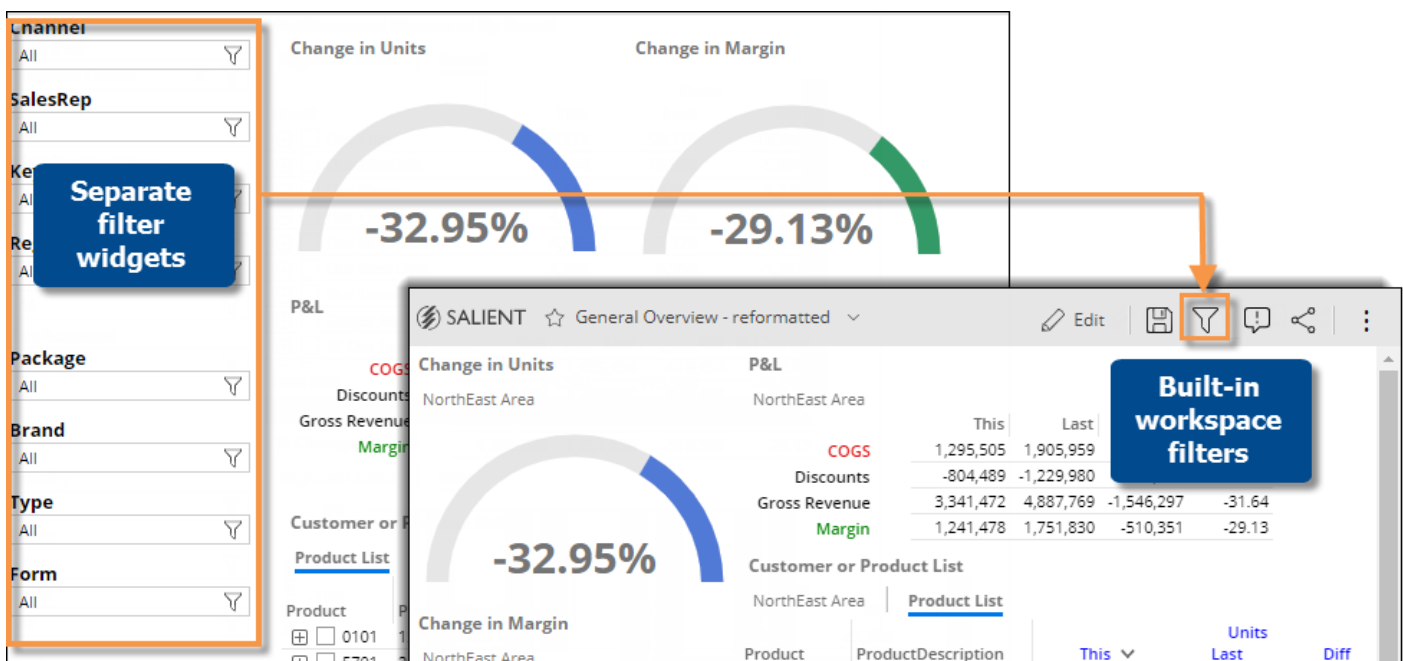 Channel
All
SalesRep
All
Separate
filter
widgets
Package
All
Brand
All
Type
All
Form
All
Change in Units
Change in Margin
-32.95%
-29.13%
P&L
COGS
Discounts
Gross Revenue
Margin
Customer or
Product List
Product
0101
SALIENT
General Overview - reformatted
Edit
Built-in
workspace
filters
Change in Units
NorthEast Area
-32.95%
Change in Margin
NorthEast Area
P&L
NorthEast Area
This Last
COGS 1,295,505 1,905,959
Discounts -804,489 -1,229,980
Gross Revenue 3,341,472 4,887,769 -1,546,297 -31.64
Margin 1,241,478 1,751,830 -510,351 -29.13
Customer or Product List
NorthEast Area Product List
Units
Product ProductDescription This Last Diff